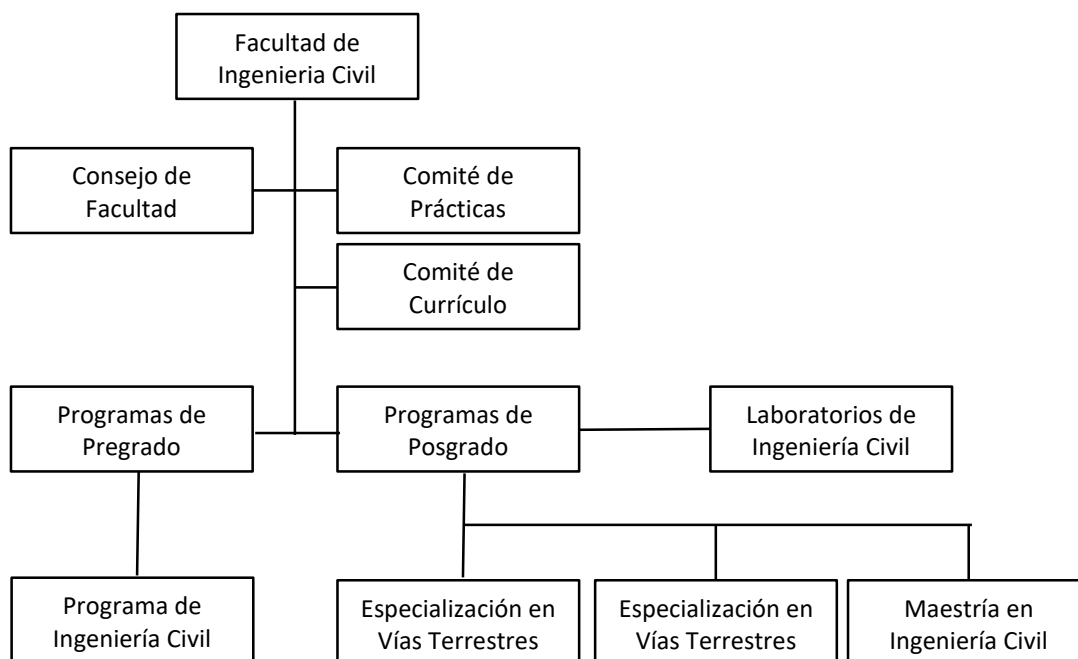 Facultad de
Ingenieria Civil
Consejo de
Facultad
Comité de
Prácticas
Comité de
Currículo
Programas de
Pregrado
Programas de
Posgrado
Laboratorios de
Ingeniería Civil
Programa de
Ingeniería Civil
Especialización en
Vías Terrestres
Especialización en
Vías Terrestres
Maestría en
Ingeniería Civil